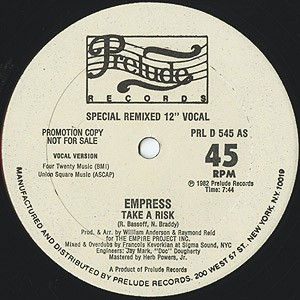 Prelude
RECORDS
SPECIAL REMIXED 12" VOCAL
PROMOTION COPY
NOT FOR SALE
PRL D 545 AS
VOCAL VERSION
Four Twenty Music (BMI)
Union Square Music (ASCAP)
45
RPM
℗ 1982 Prelude Records
Time: 7:44
EMPRESS
TAKE A RISK
(R. Bassoff, N. Braddy)
Prod. & Arr. by William Anderson & Raymond Reid
for THE EMPIRE PROJECT INC.
Mixed & Overdubs by Francois Kevorkian at Sigma Sound, NYC
Engineers: Jay Mark, "Doc" Dougherty
Mastered by Herb Powers, Jr.
A Product of Prelude Records
MANUFACTURED AND DISTRIBUTED BY PRELUDE RECORDS. 200 WEST 57 ST. NEW YORK, N.Y. 10019